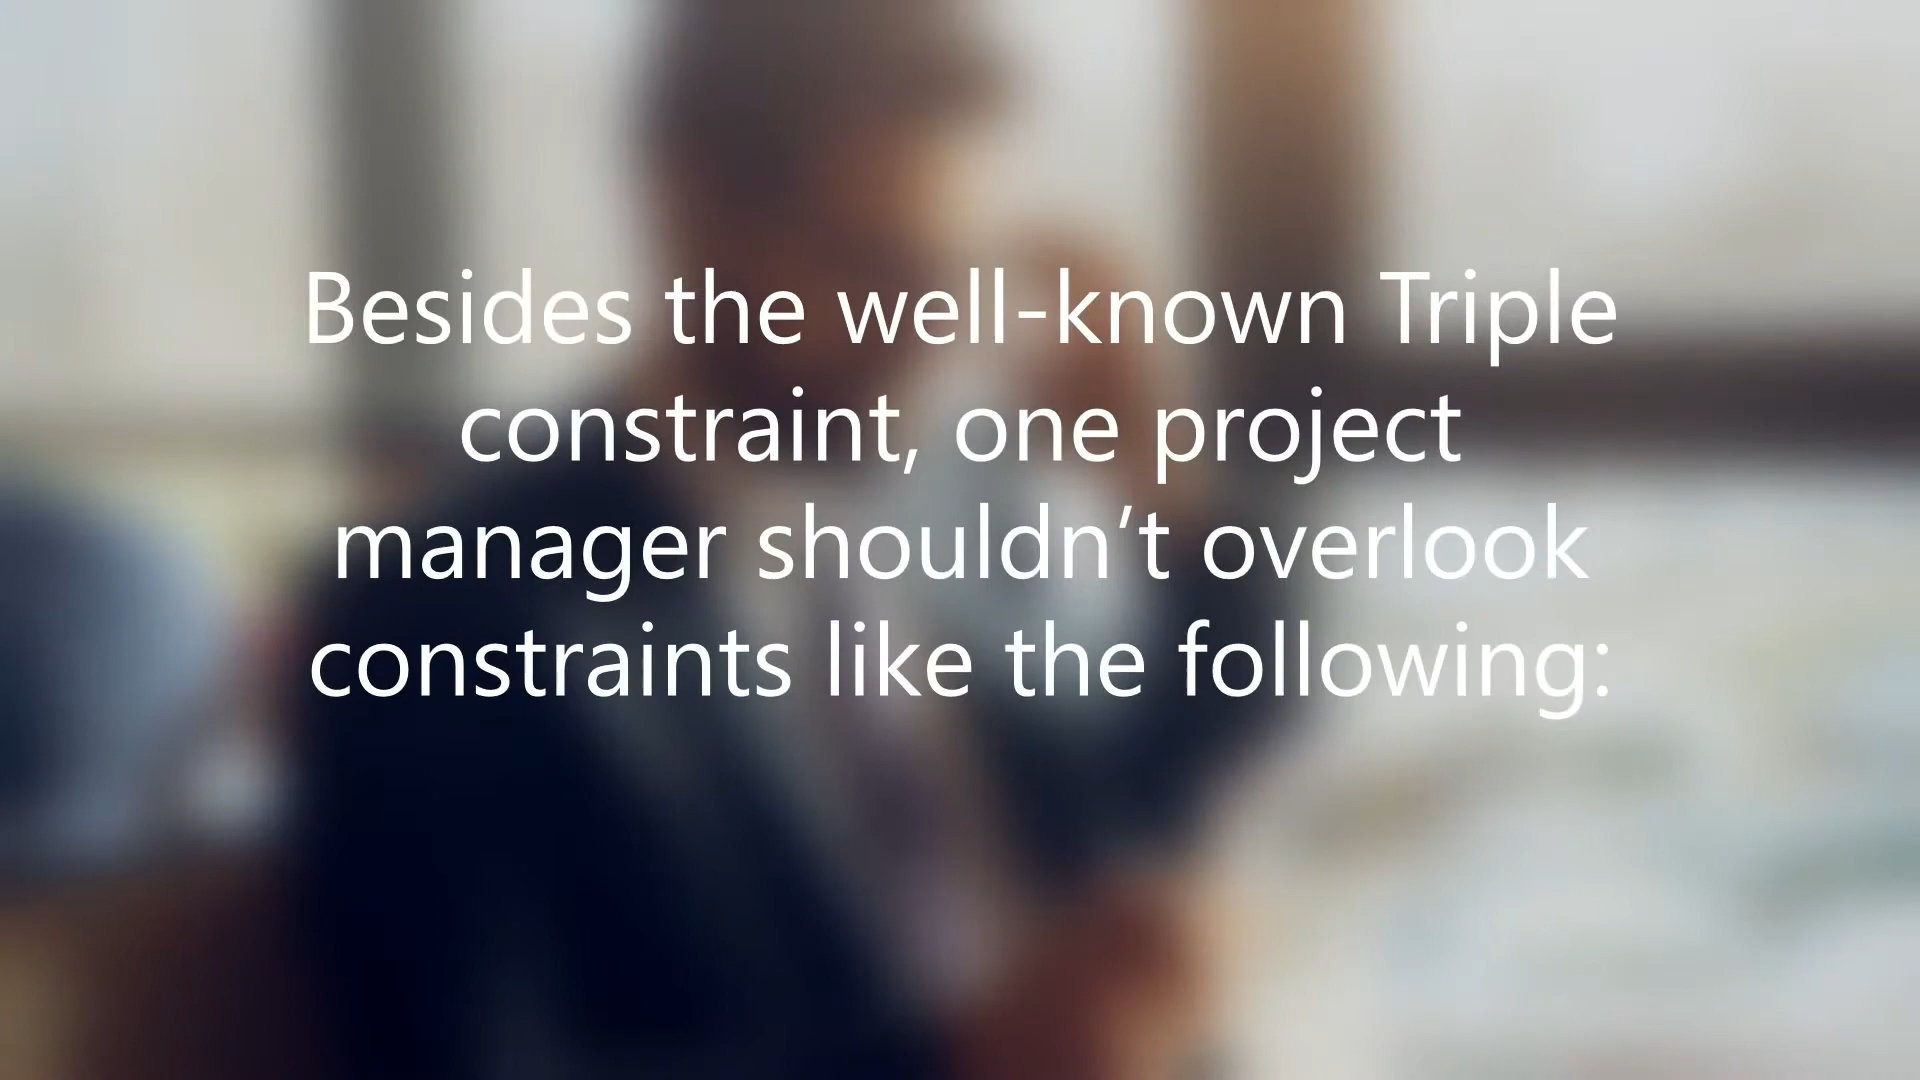 Besides the well-known Triple
constraint, one project
manager shouldn’t overlook
constraints like the following: